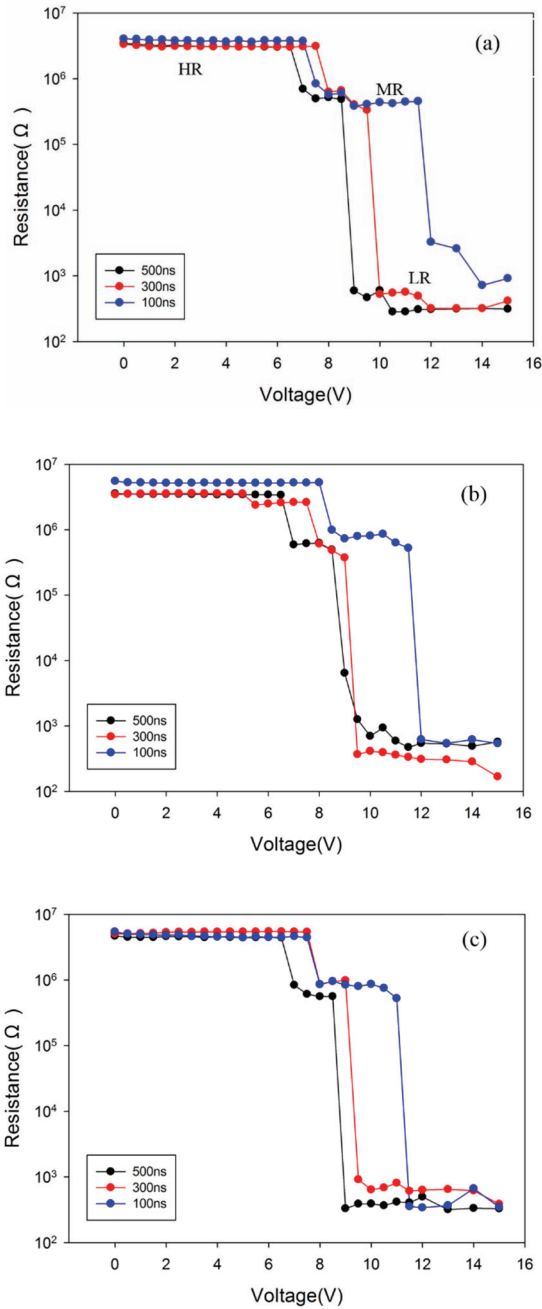 (a)
10⁷
10⁶
10⁵
10⁴
10³
10²
Resistance( Ω )
HR
MR
LR
500ns
300ns
100ns
0 2 4 6 8 10 12 14 16
Voltage(V)
(b)
10⁷
10⁶
10⁵
10⁴
10³
10²
Resistance( Ω )
500ns
300ns
100ns
0 2 4 6 8 10 12 14 16
Voltage(V)
(c)
10⁷
10⁶
10⁵
10⁴
10³
10²
Resistance( Ω )
500ns
300ns
100ns
0 2 4 6 8 10 12 14 16
Voltage(V)